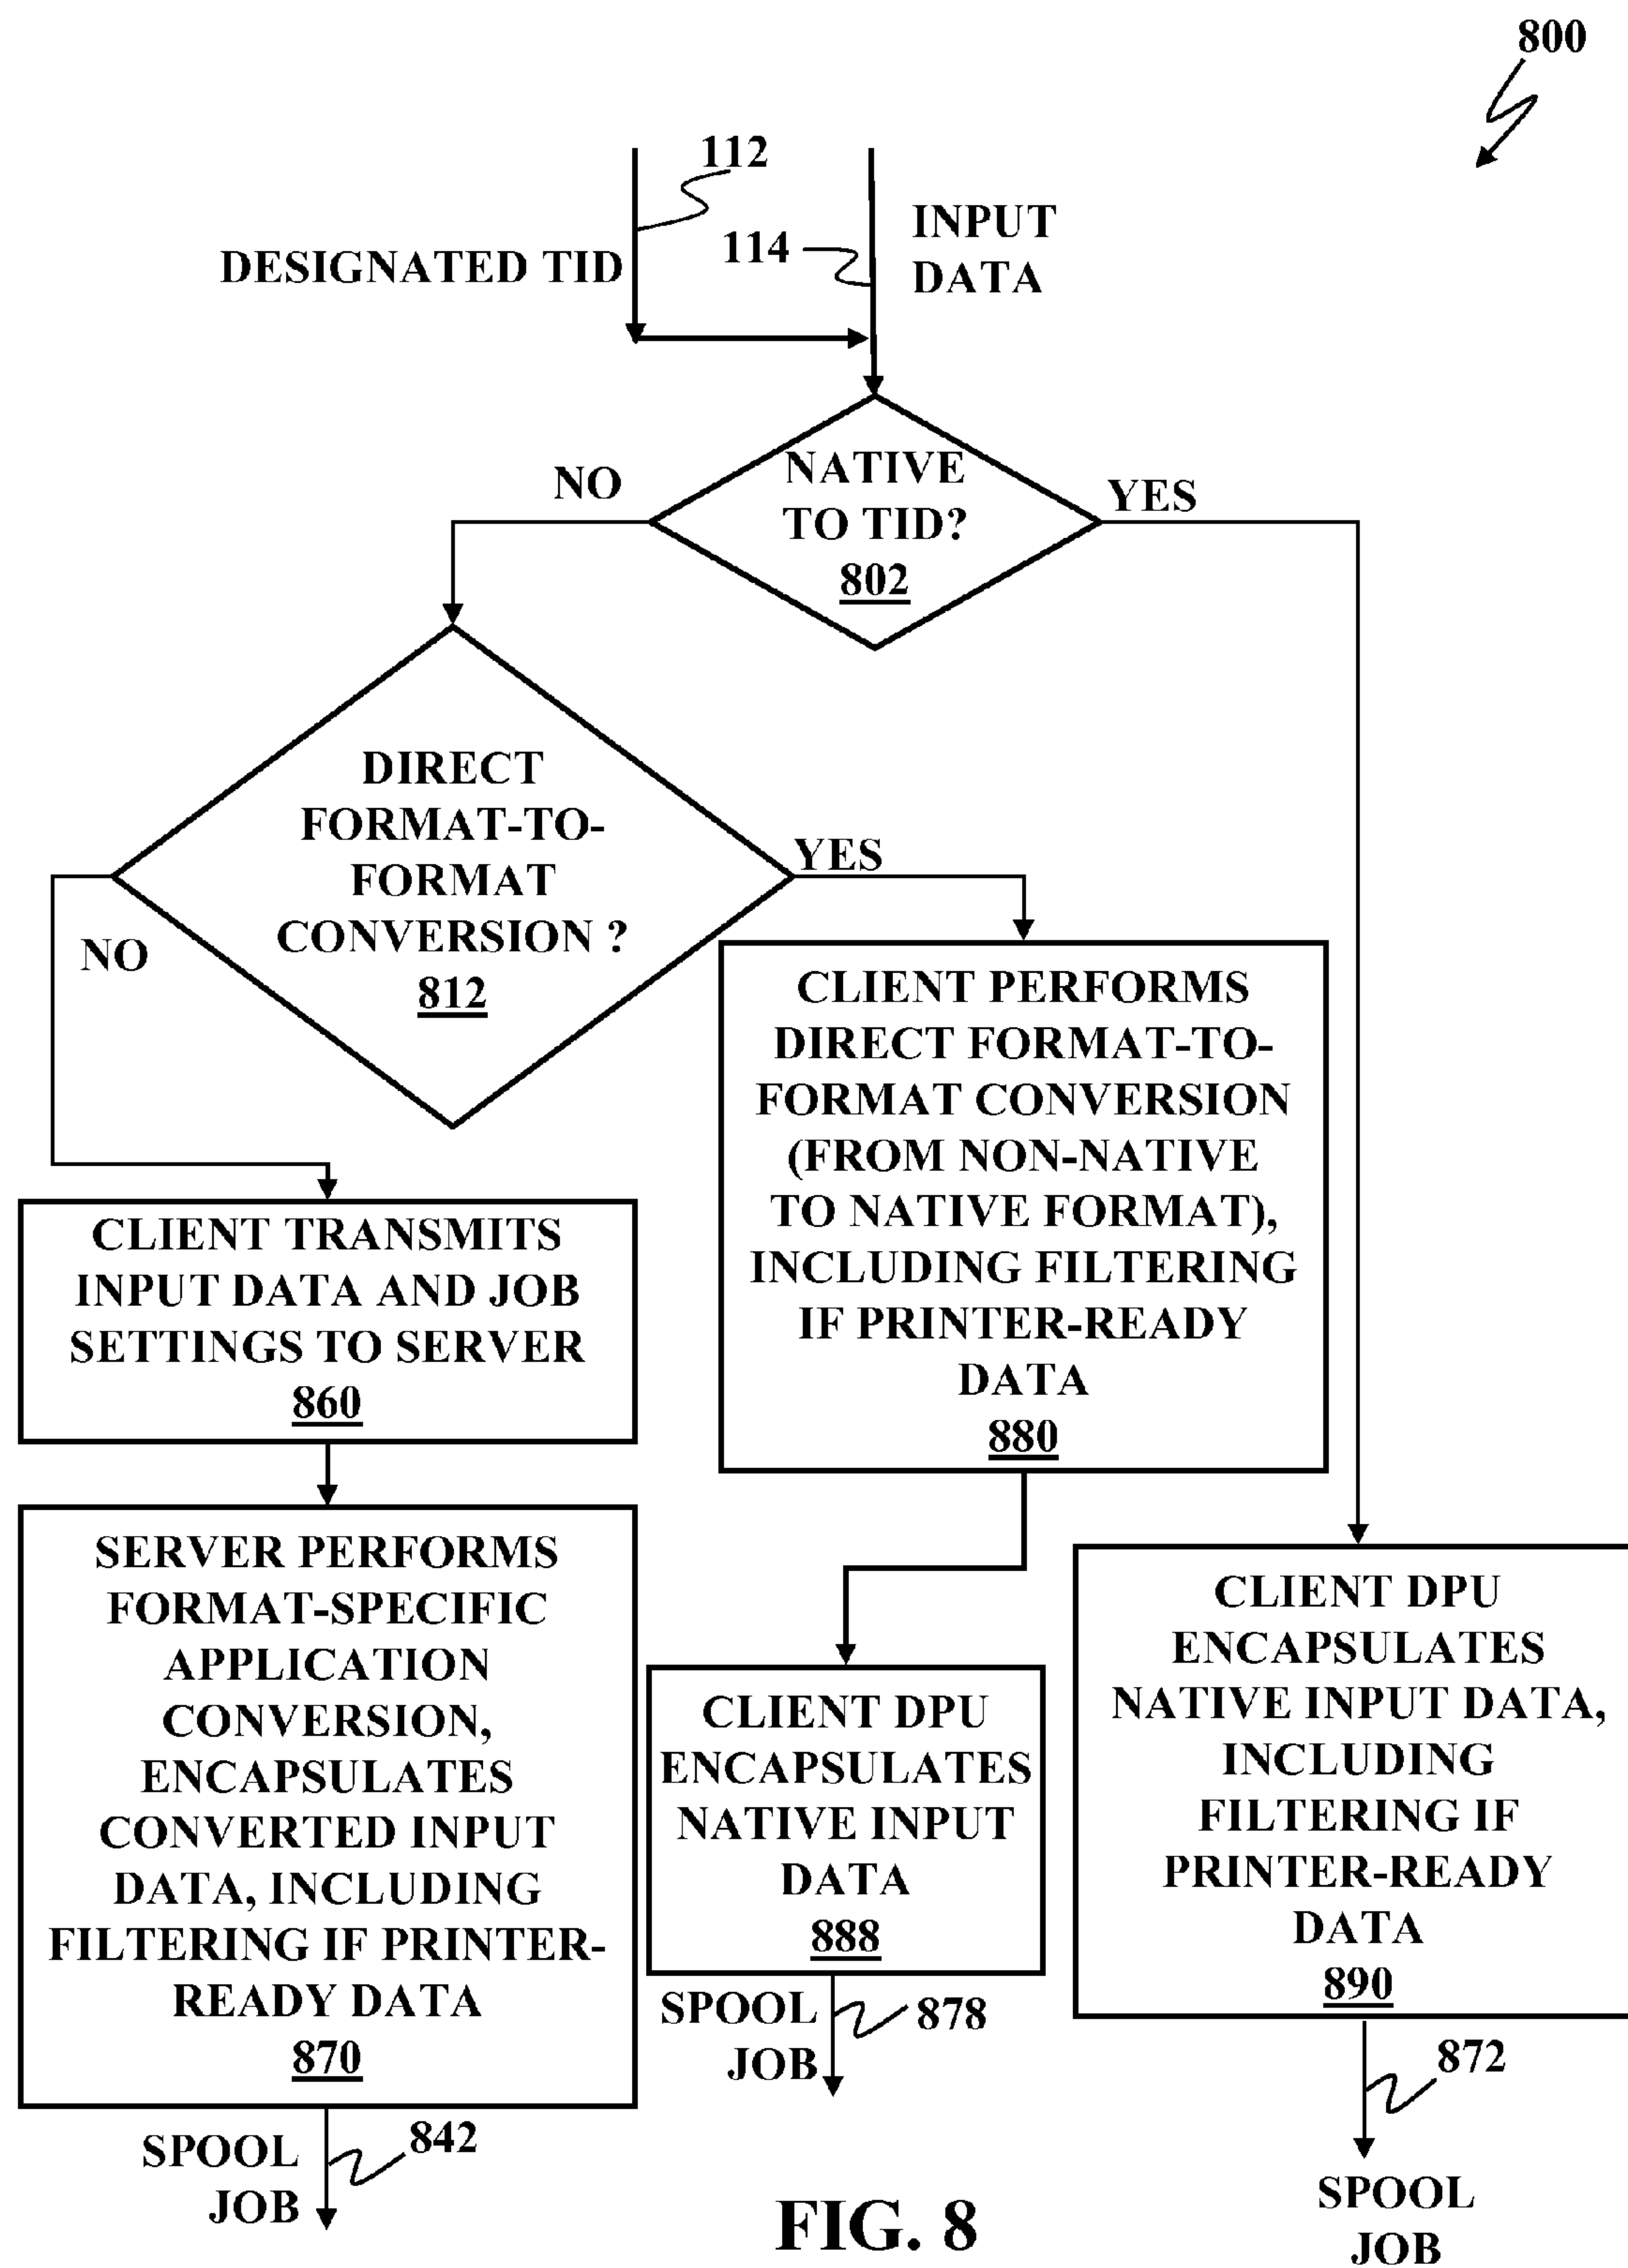 800
112
DESIGNATED TID
114
INPUT
DATA
NO
NATIVE
TO TID?
802
YES
DIRECT
FORMAT-TO-
FORMAT
CONVERSION ?
812
YES
NO
CLIENT PERFORMS
DIRECT FORMAT-TO-
FORMAT CONVERSION
(FROM NON-NATIVE
TO NATIVE FORMAT),
INCLUDING FILTERING
IF PRINTER-READY
DATA
880
CLIENT TRANSMITS
INPUT DATA AND JOB
SETTINGS TO SERVER
860
SERVER PERFORMS
FORMAT-SPECIFIC
APPLICATION
CONVERSION,
ENCAPSULATES
CONVERTED INPUT
DATA, INCLUDING
FILTERING IF PRINTER-
READY DATA
870
CLIENT DPU
ENCAPSULATES
NATIVE INPUT
DATA
888
CLIENT DPU
ENCAPSULATES
NATIVE INPUT DATA,
INCLUDING
FILTERING IF
PRINTER-READY
DATA
890
SPOOL
JOB
878
872
SPOOL
JOB
842
SPOOL
JOB
FIG. 8